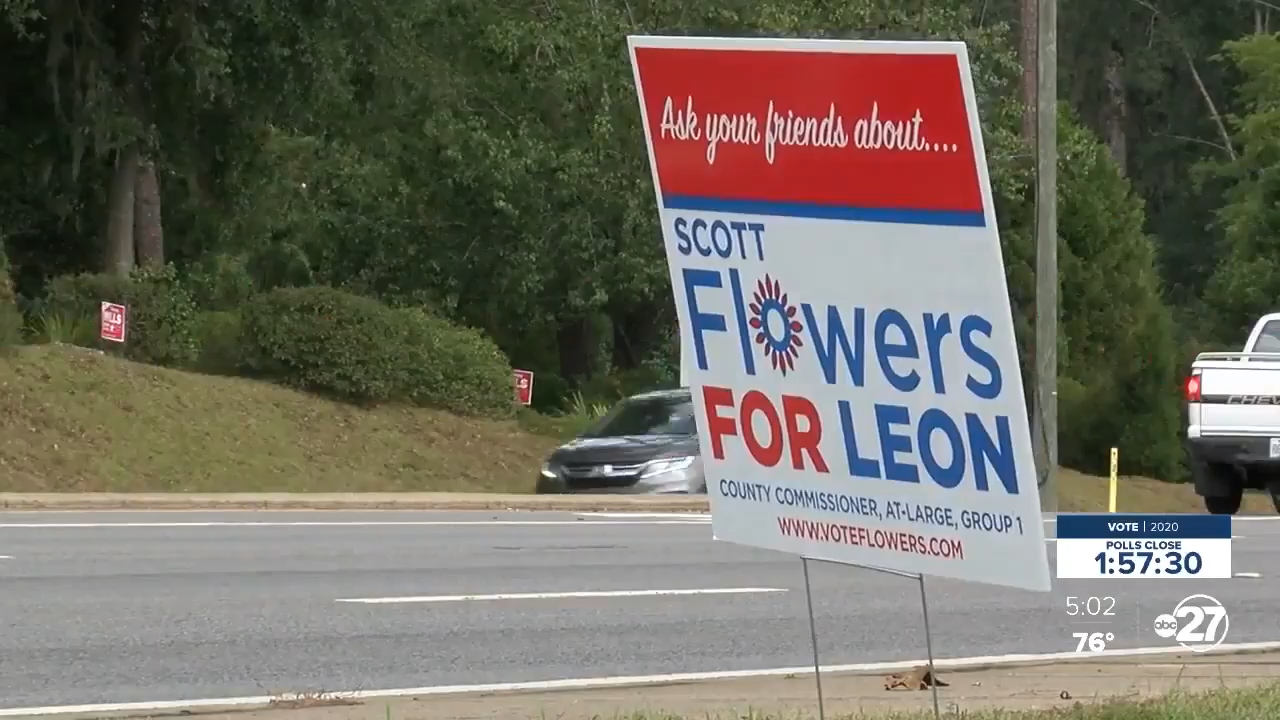 Ask your friends about....
SCOTT
Flowers
FOR LEON
COUNTY COMMISSIONER, AT-LARGE, GROUP 1
WWW.VOTEFLOWERS.COM
VOTE | 2020
POLLS CLOSE
1:57:30
5:02
76°
abc 27